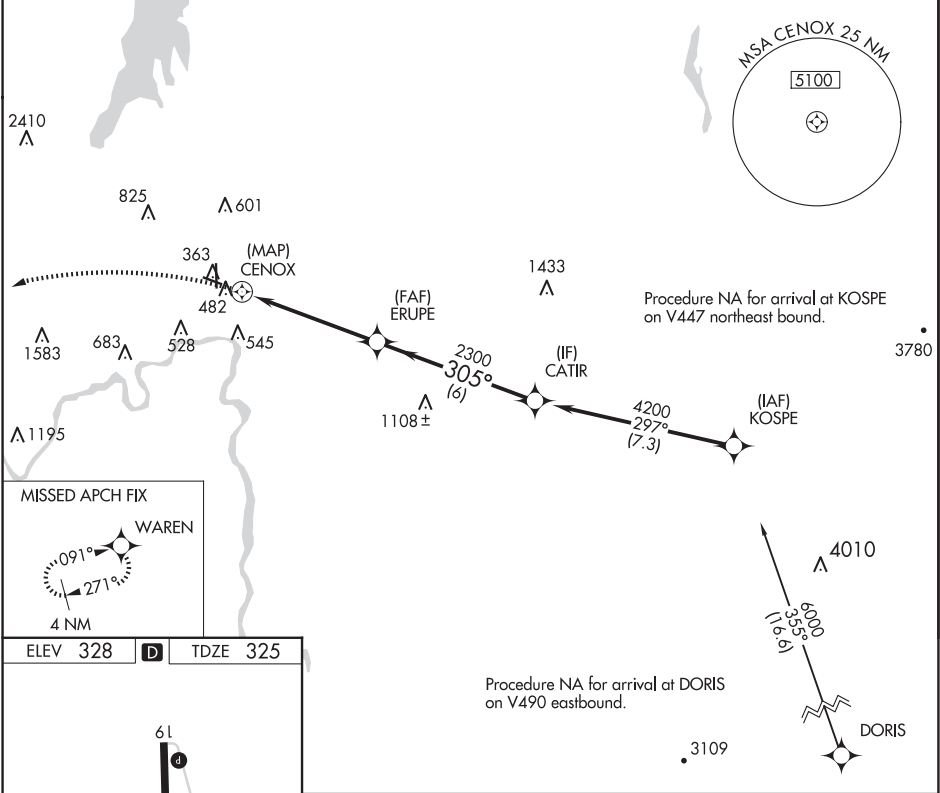 MSA CENOX 25 NM
5100
2410
825
601
363
(MAP)
CENOX
482
1433
(FAF)
ERUPE
Procedure NA for arrival at KOSPE
on V447 northeast bound.
3780
1583
683
528
545
2300
305°
(6)
(IF)
CATIR
1108 ±
4200
297°
(7.3)
(IAF)
KOSPE
1195
MISSED APCH FIX
WAREN
091°
271°
4 NM
4010
6000
355°
(16.6)
ELEV 328 D TDZE 325
Procedure NA for arrival at DORIS
on V490 eastbound.
DORIS
3109
19
P